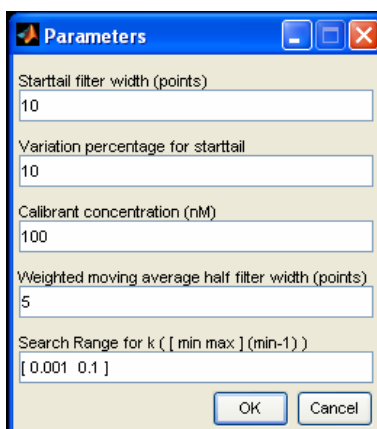 Parameters
Starttail filter width (points)
10
Variation percentage for starttail
10
Calibrant concentration (nM)
100
Weighted moving average half filter width (points)
5
Search Range for k ( [ min max ] (min-1) )
[ 0.001 0.1 ]
OK Cancel